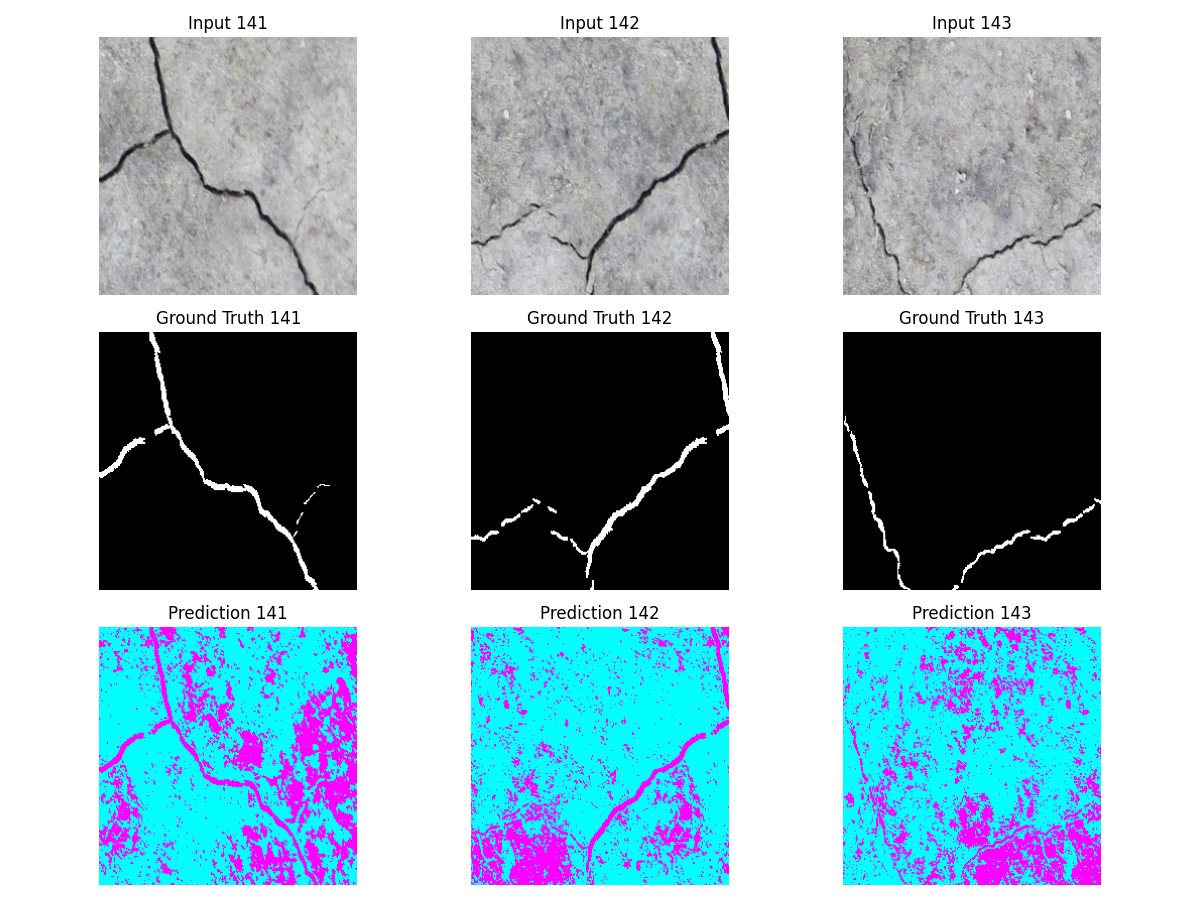 Input 141
Input 142
Input 143
Ground Truth 141
Ground Truth 142
Ground Truth 143
Prediction 141
Prediction 142
Prediction 143